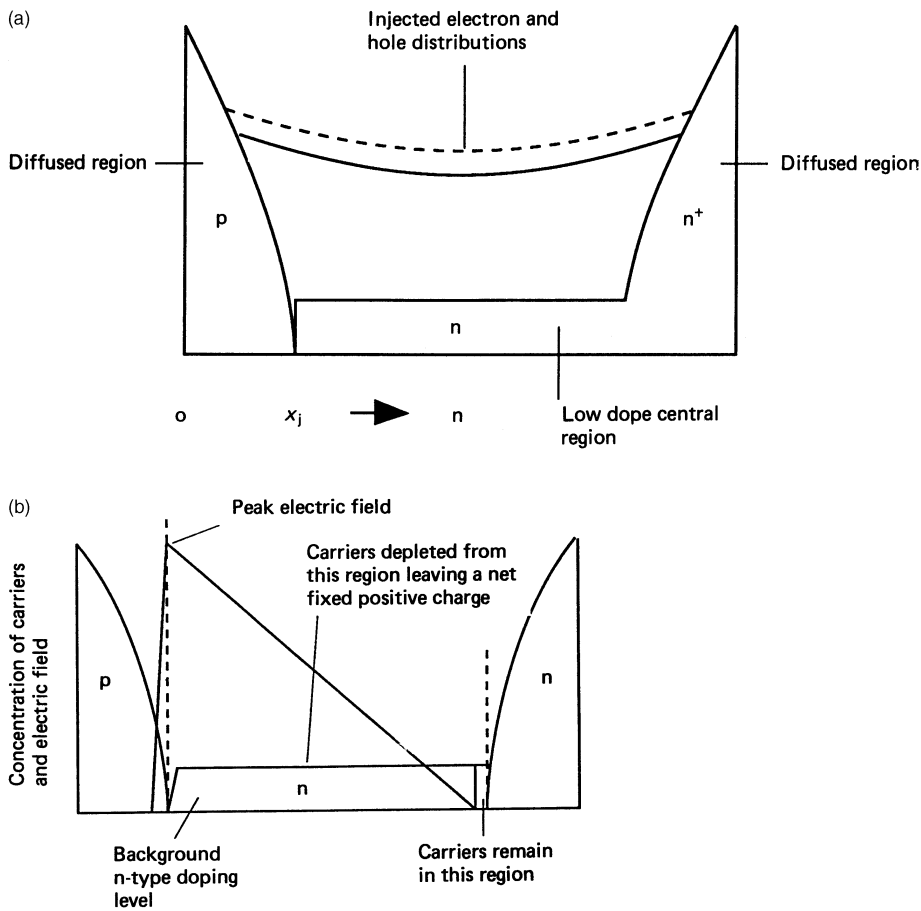 (a)
Injected electron and
hole distributions
Diffused region
Diffused region
p
n+
n
o
xj
n
Low dope central
region
(b)
Peak electric field
Carriers depleted from
this region leaving a net
fixed positive charge
Concentration of carriers
and electric field
p
n
n
Background
n-type doping
level
Carriers remain
in this region